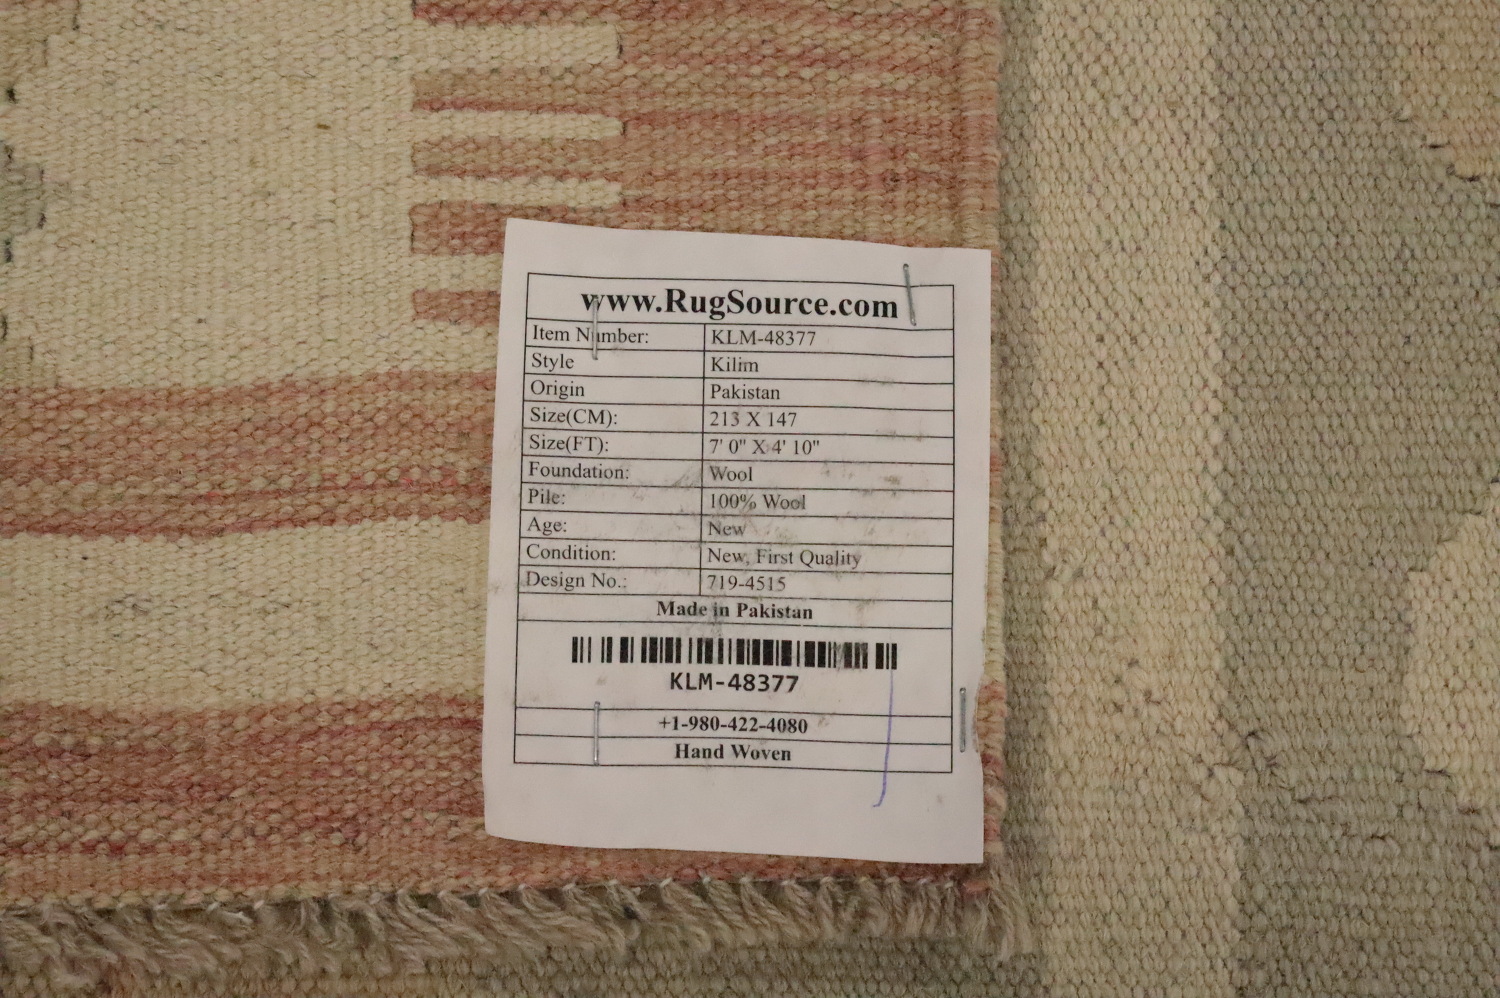 www.RugSource.com
Item Number: KLM-48377
Style Kilim
Origin Pakistan
Size(CM): 213 X 147
Size(FT): 7' 0" X 4' 10"
Foundation: Wool
Pile: 100% Wool
Age: New
Condition: New, First Quality
Design No.: 719-4515
Made in Pakistan
KLM-48377
+1-980-422-4080
Hand Woven